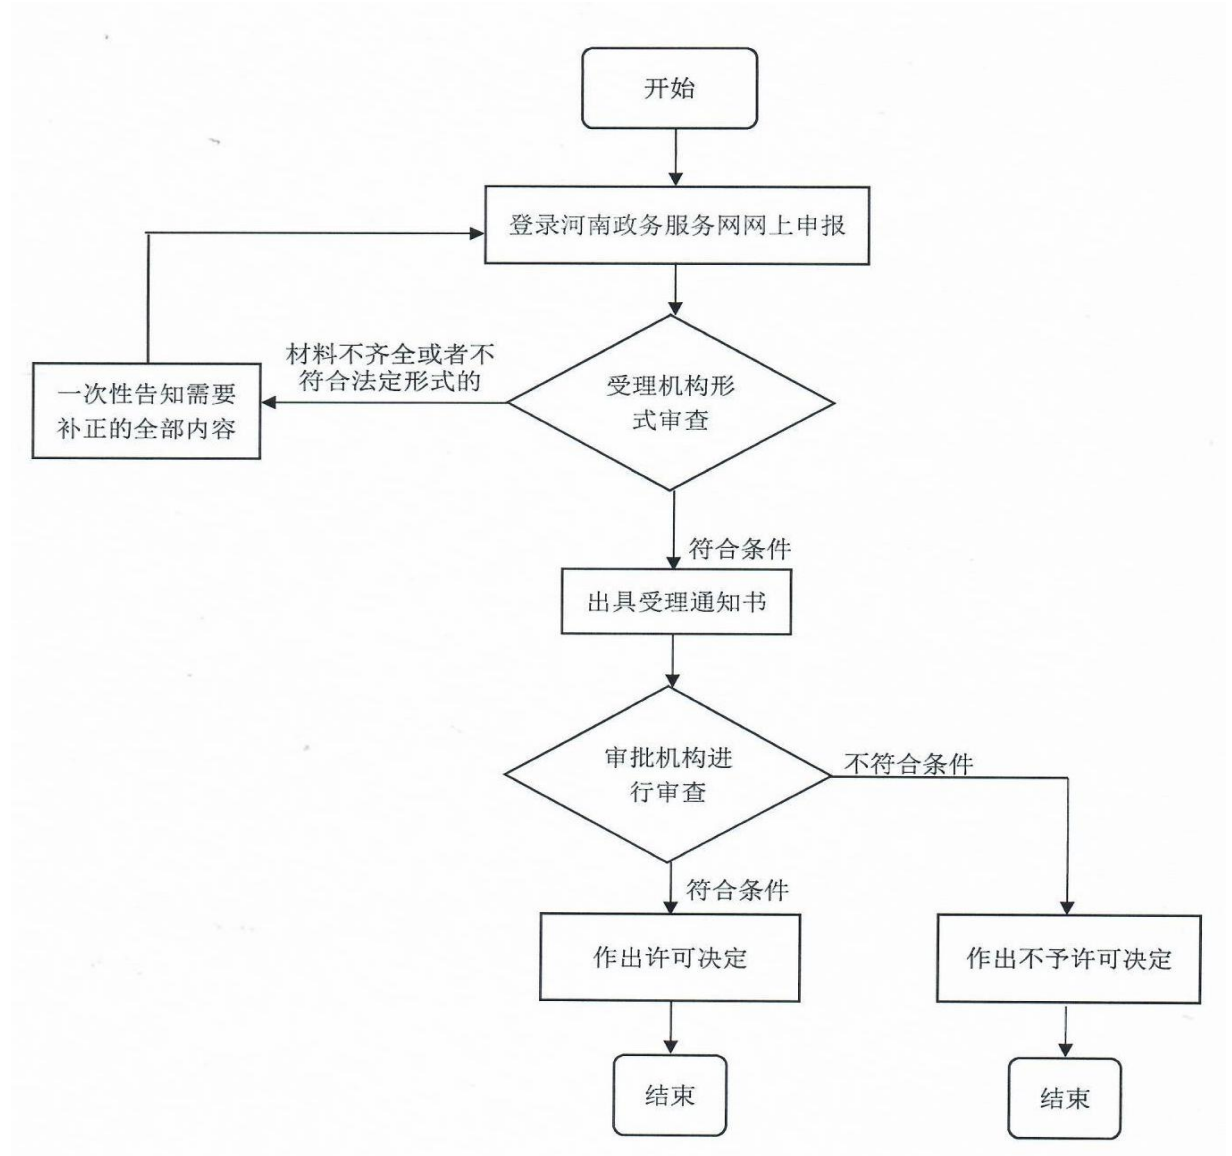 开始
登录河南政务服务网网上申报
材料不齐全或者不
符合法定形式的
一次性告知需要
补正的全部内容
受理机构形
式审查
符合条件
出具受理通知书
审批机构进
行审查
不符合条件
符合条件
作出许可决定
作出不予许可决定
结束
结束